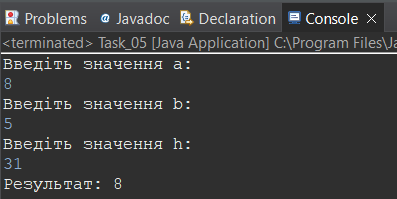 Problems Javadoc Declaration Console
<terminated> Task_05 [Java Application] C:\Program Files\Ja
Введіть значення a:
8
Введіть значення b:
5
Введіть значення h:
31
Результат: 8